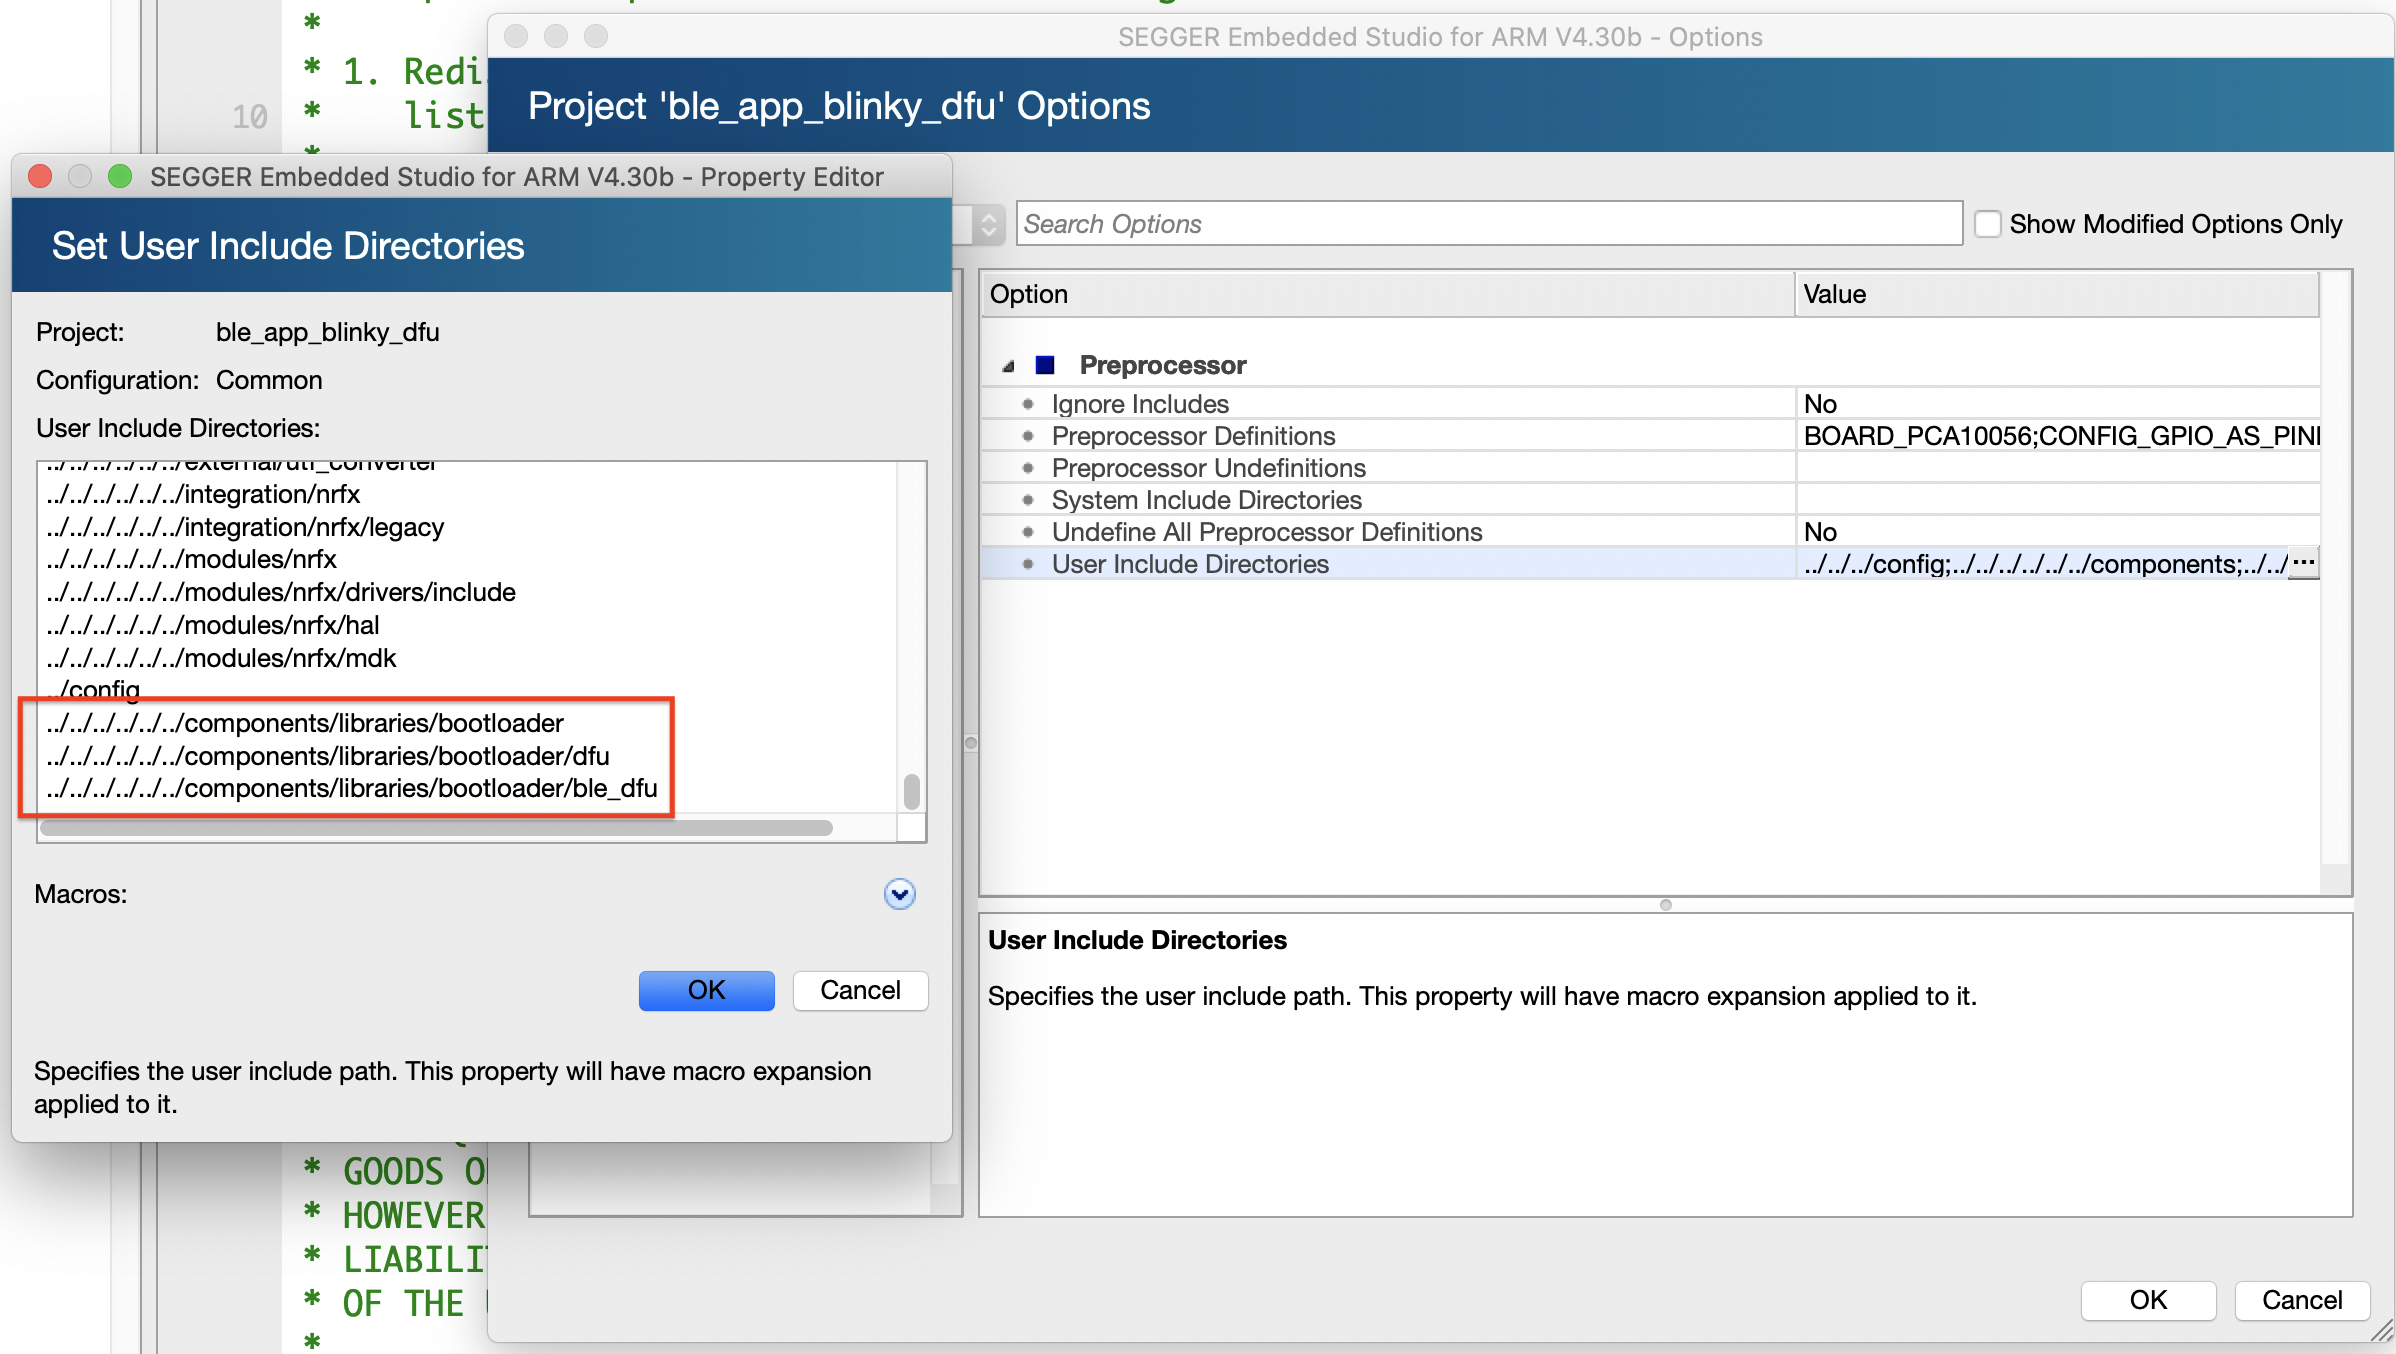 *
* 1. Redi
10 * list
*
SEGGER Embedded Studio for ARM V4.30b - Options
Project 'ble_app_blinky_dfu' Options
Search Options
Show Modified Options Only
Option Value
Preprocessor
Ignore Includes No
Preprocessor Definitions BOARD_PCA10056;CONFIG_GPIO_AS_PIN
Preprocessor Undefinitions
System Include Directories
Undefine All Preprocessor Definitions No
User Include Directories ../../../config;../../../../../../components;../../ ...
User Include Directories
Specifies the user include path. This property will have macro expansion applied to it.
OK Cancel
SEGGER Embedded Studio for ARM V4.30b - Property Editor
Set User Include Directories
Project: ble_app_blinky_dfu
Configuration: Common
User Include Directories:
../../../../../../external/utf_converter
../../../../../../integration/nrfx
../../../../../../integration/nrfx/legacy
../../../../../../modules/nrfx
../../../../../../modules/nrfx/drivers/include
../../../../../../modules/nrfx/hal
../../../../../../modules/nrfx/mdk
../config
../../../../../../components/libraries/bootloader
../../../../../../components/libraries/bootloader/dfu
../../../../../../components/libraries/bootloader/ble_dfu
Macros:
OK Cancel
Specifies the user include path. This property will have macro expansion
applied to it.
* GOODS O
* HOWEVER
* LIABILI
* OF THE
*